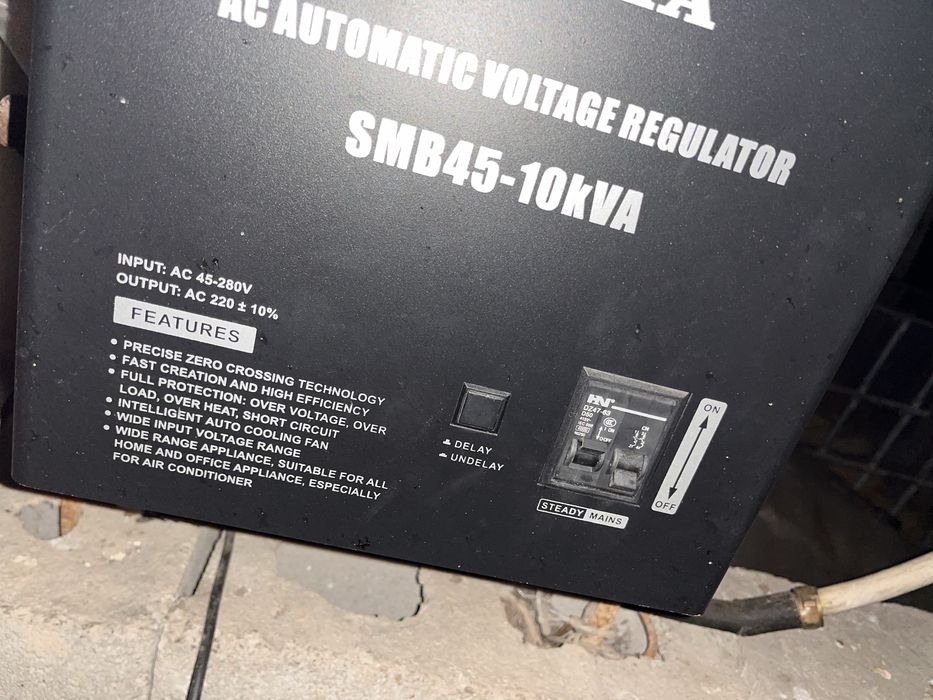 AC AUTOMATIC VOLTAGE REGULATOR
SMB45-10kVA
INPUT: AC 45-280V
OUTPUT: AC 220 ± 10%
FEATURES
• PRECISE ZERO CROSSING TECHNOLOGY
• FAST CREATION AND HIGH EFFICIENCY
• FULL PROTECTION: OVER VOLTAGE, OVER
LOAD, OVER HEAT, SHORT CIRCUIT
• INTELLIGENT AUTO COOLING FAN
• WIDE INPUT VOLTAGE RANGE
• WIDE RANGE APPLIANCE, SUITABLE FOR ALL
HOME AND OFFICE APPLIANCE, ESPECIALLY
FOR AIR CONDITIONER
DELAY
UNDELAY
DZ47-63
D50
ON
OFF
STEADY MAINS